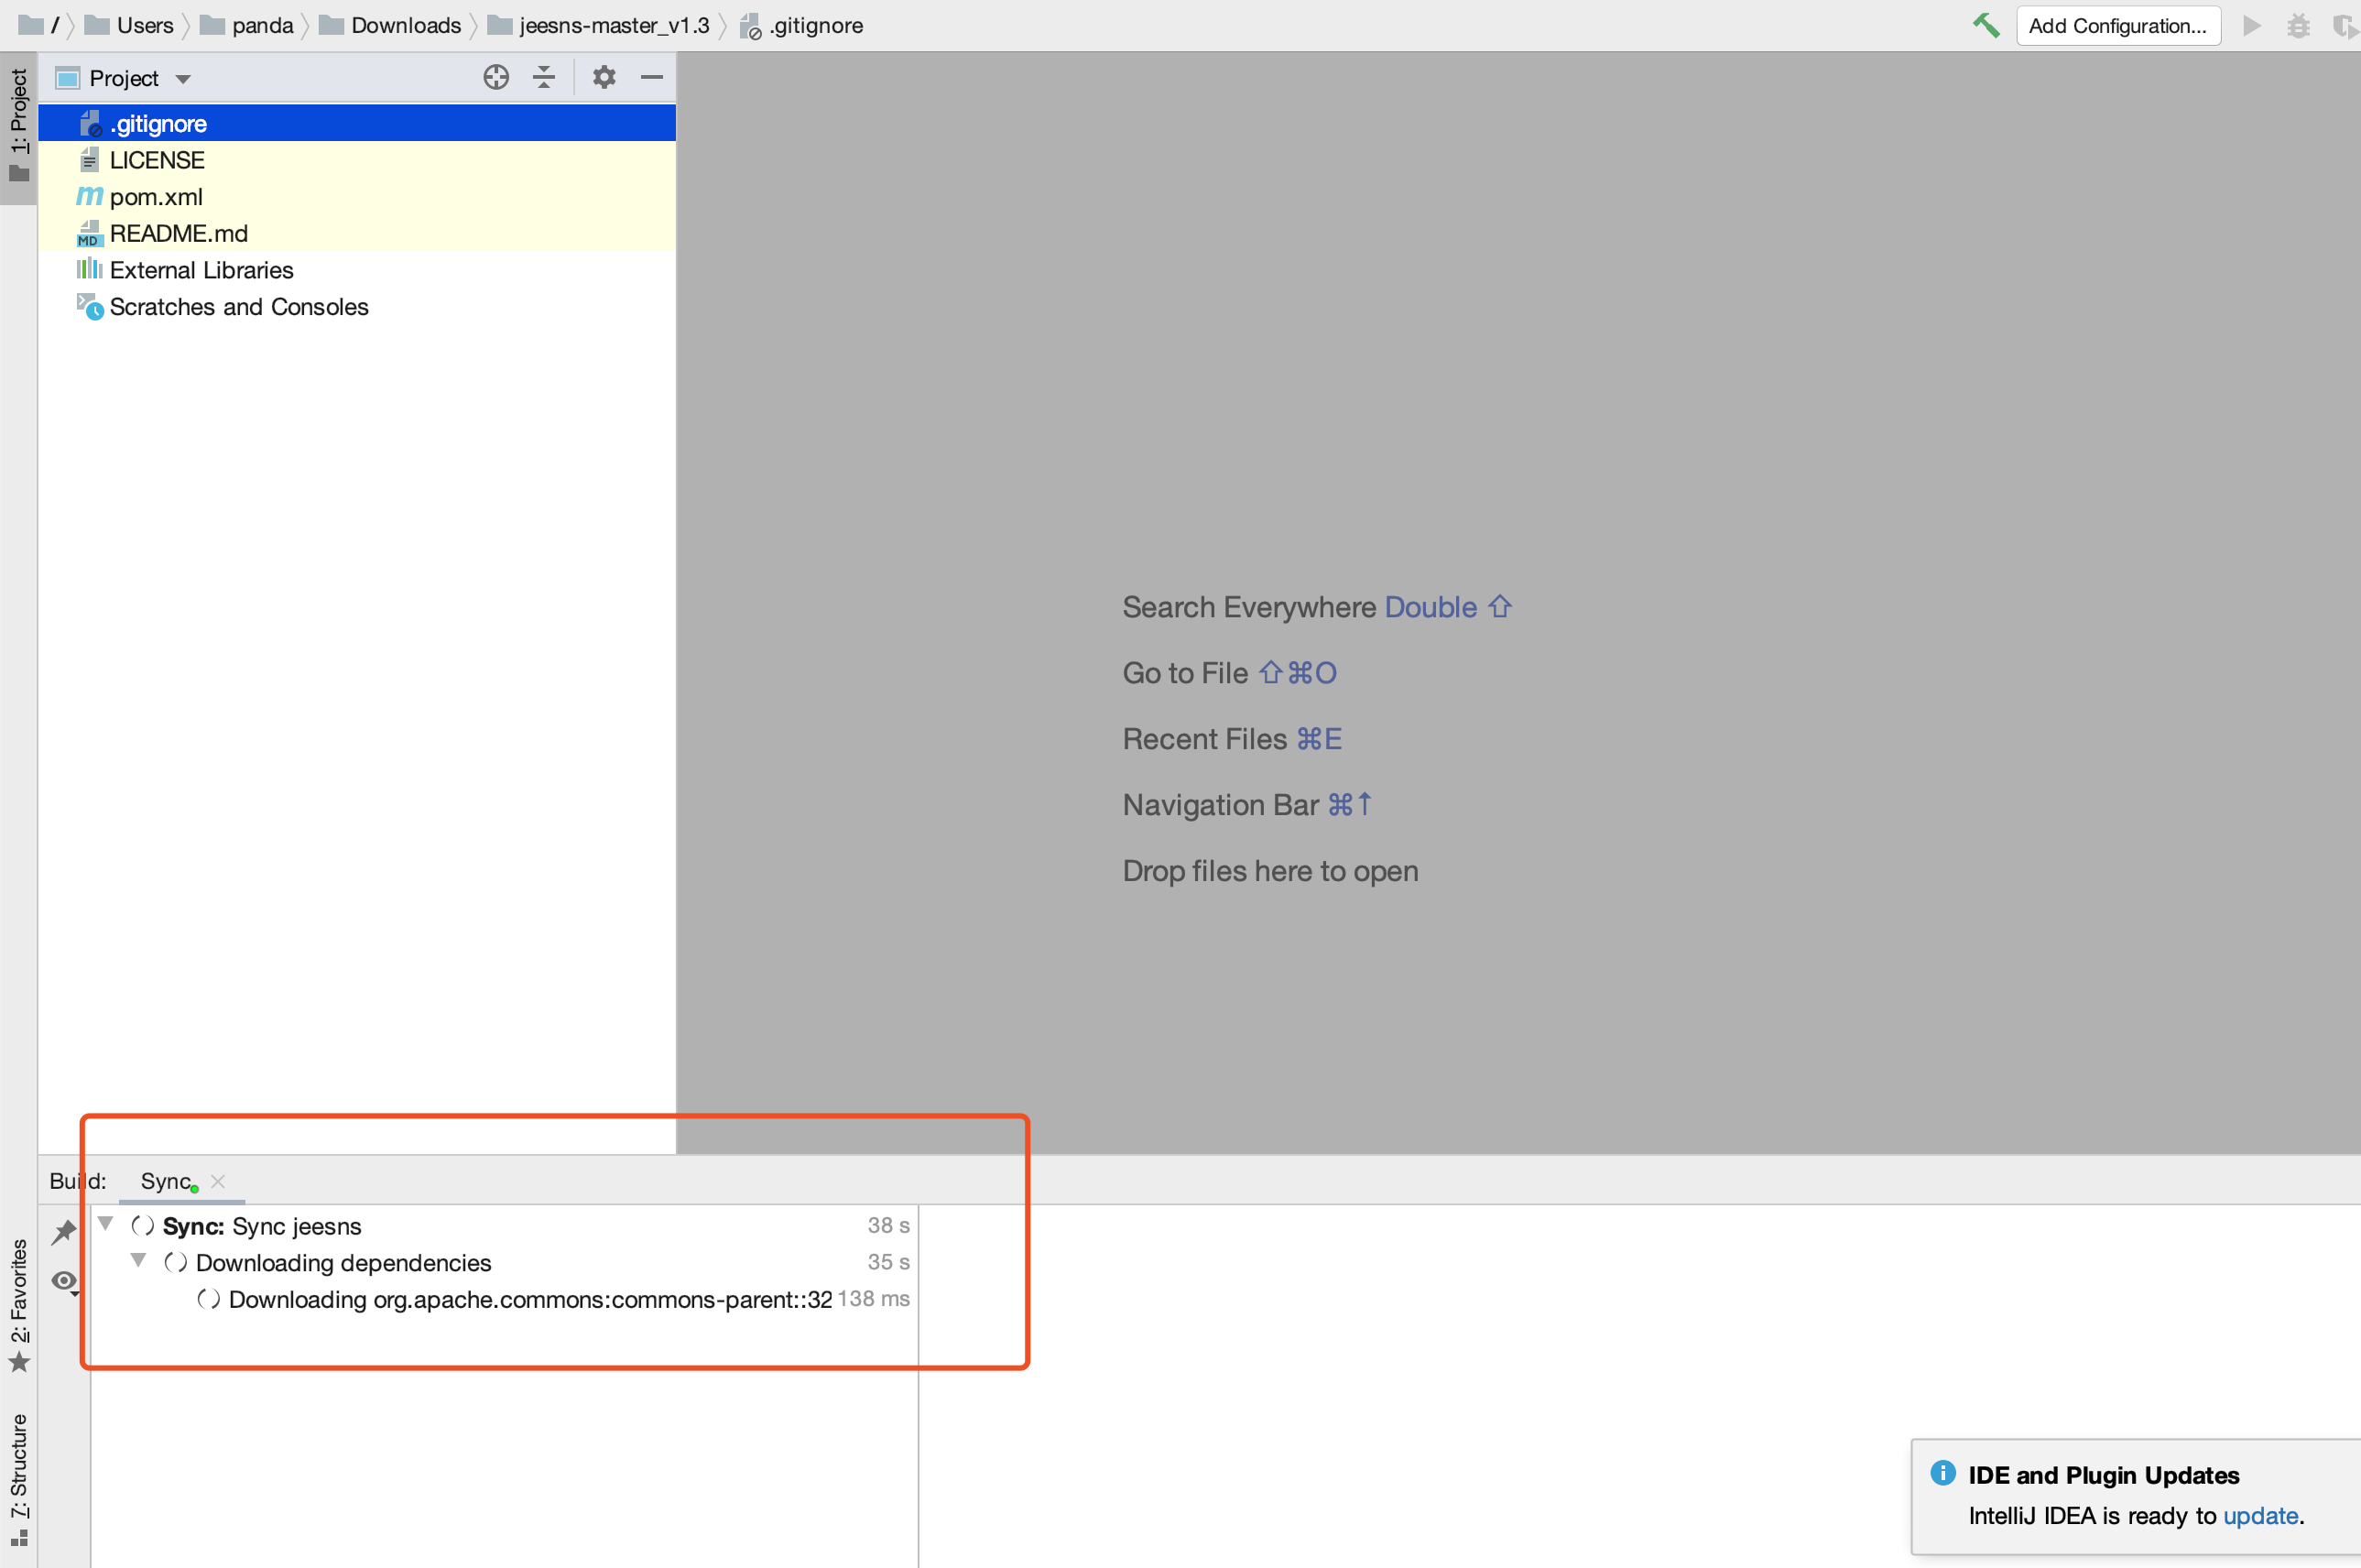 / Users panda Downloads jeesns-master_v1.3 .gitignore Add Configuration...
1: Project
Project
.gitignore
LICENSE
pom.xml
MD README.md
External Libraries
Scratches and Consoles
Search Everywhere Double ⇧
Go to File ⇧⌘O
Recent Files ⌘E
Navigation Bar ⌘↑
Drop files here to open
Build: Sync
Sync: Sync jeesns 38 s
Downloading dependencies 35 s
Downloading org.apache.commons:commons-parent::32 138 ms
2: Favorites
7: Structure
IDE and Plugin Updates
IntelliJ IDEA is ready to update.